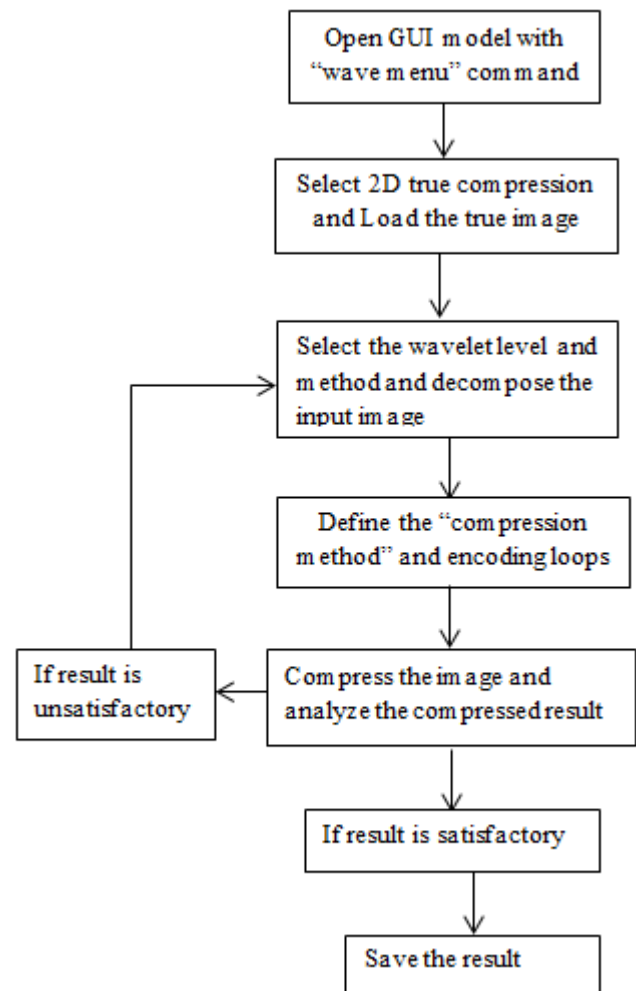 Open GUI model with
“wave menu” command
Select 2D true compression
and Load the true image
Select the wavelet level and
method and decompose the
input image
Define the “compression
method” and encoding loops
If result is
unsatisfactory
Compress the image and
analyze the compressed result
If result is satisfactory
Save the result